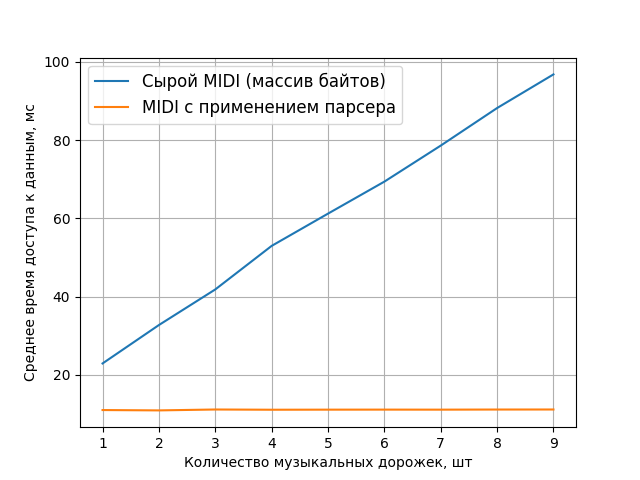 100
80
60
40
20
Среднее время доступа к данным, мс
Сырой MIDI (массив байтов)
MIDI с применением парсера
1 2 3 4 5 6 7 8 9
Количество музыкальных дорожек, шт